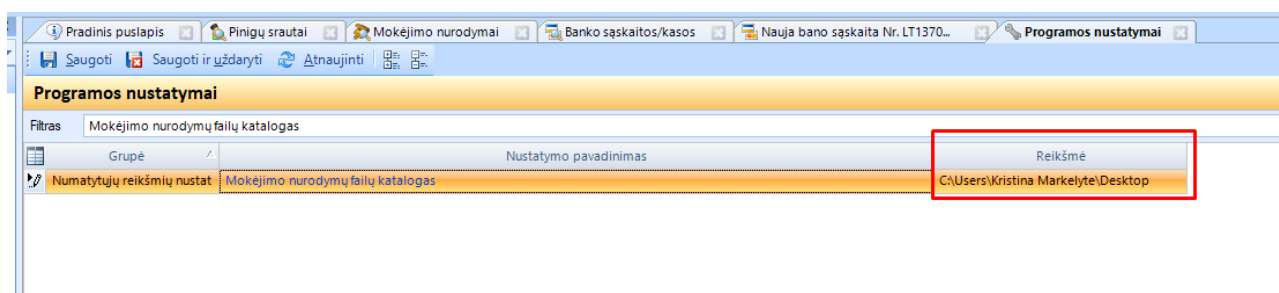 Pradinis puslapis Pinigų srautai Mokėjimo nurodymai Banko sąskaitos/kasos Nauja bano sąskaita Nr. LT1370... Programos nustatymai
Saugoti Saugoti ir uždaryti Atnaujinti
Programos nustatymai
Filtras Mokėjimo nurodymų failų katalogas
Grupė Nustatymo pavadinimas Reikšmė
Numatytųjų reikšmių nustat Mokėjimo nurodymų failų katalogas C:\Users\Kristina Markelyte\Desktop